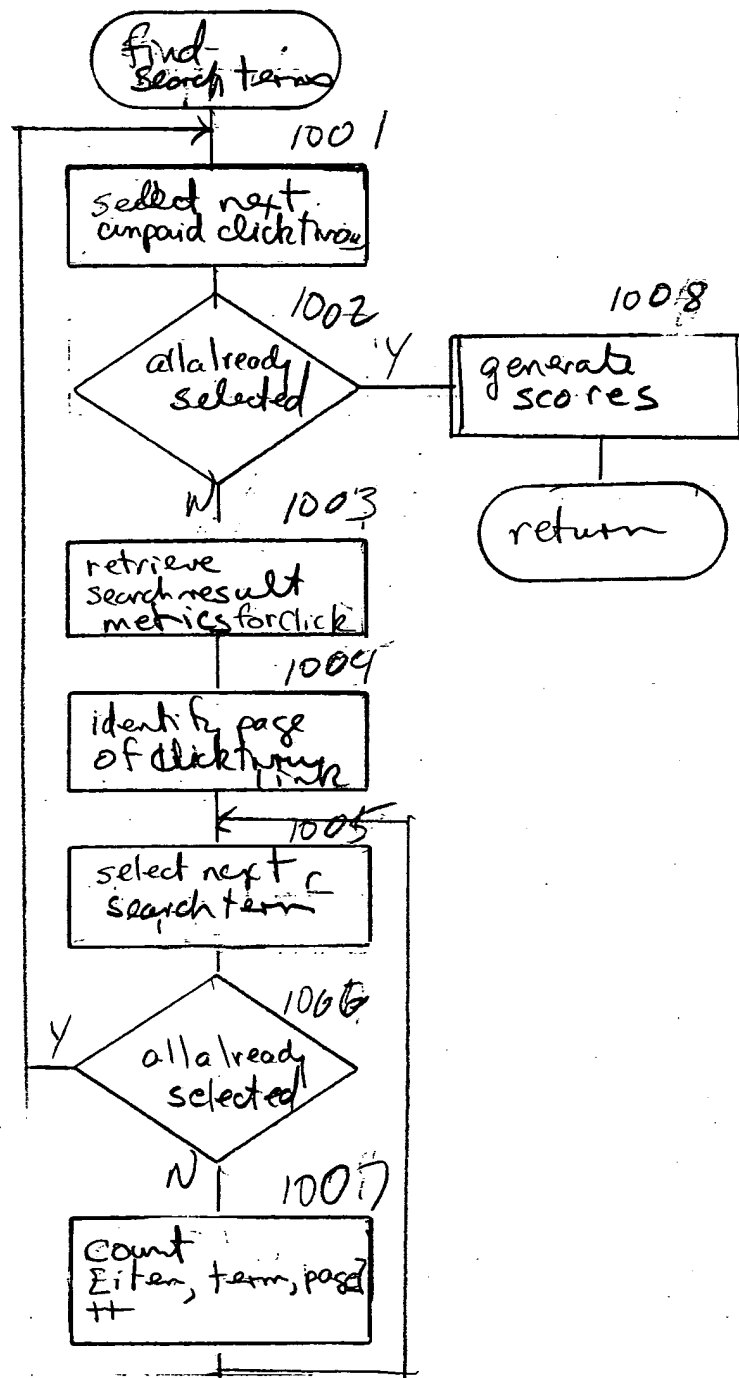 find-
search terms
1001
select next
unpaid clickthrou
1002
all already
selected
Y
1008
generate
scores
return
N
1003
retrieve
search result
metrics for click
1004
identify page
of clickthru
link
1005
select next
search term
1006
all already
selected
Y
N
1007
Count
[item, term, page]
++